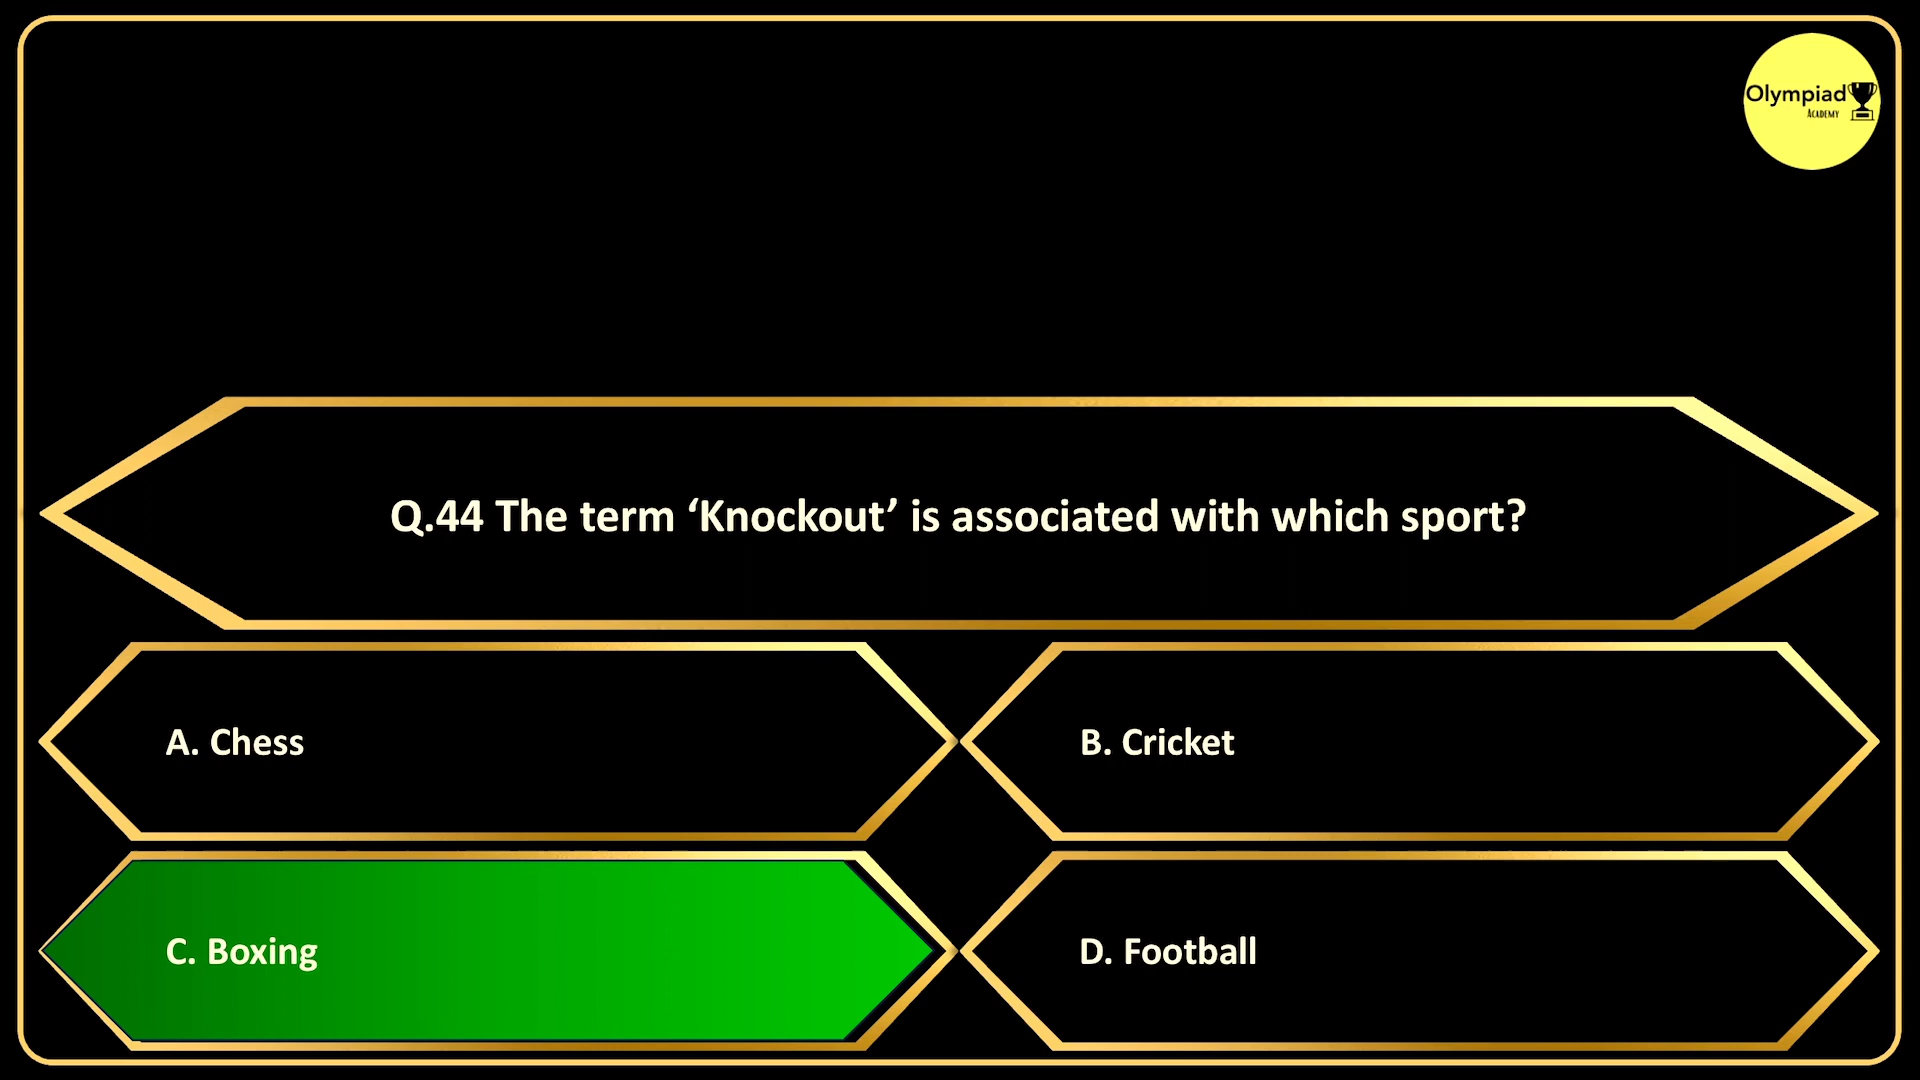 Olympiad
Academy
Q.44 The term ‘Knockout’ is associated with which sport?
A. Chess
B. Cricket
C. Boxing
D. Football